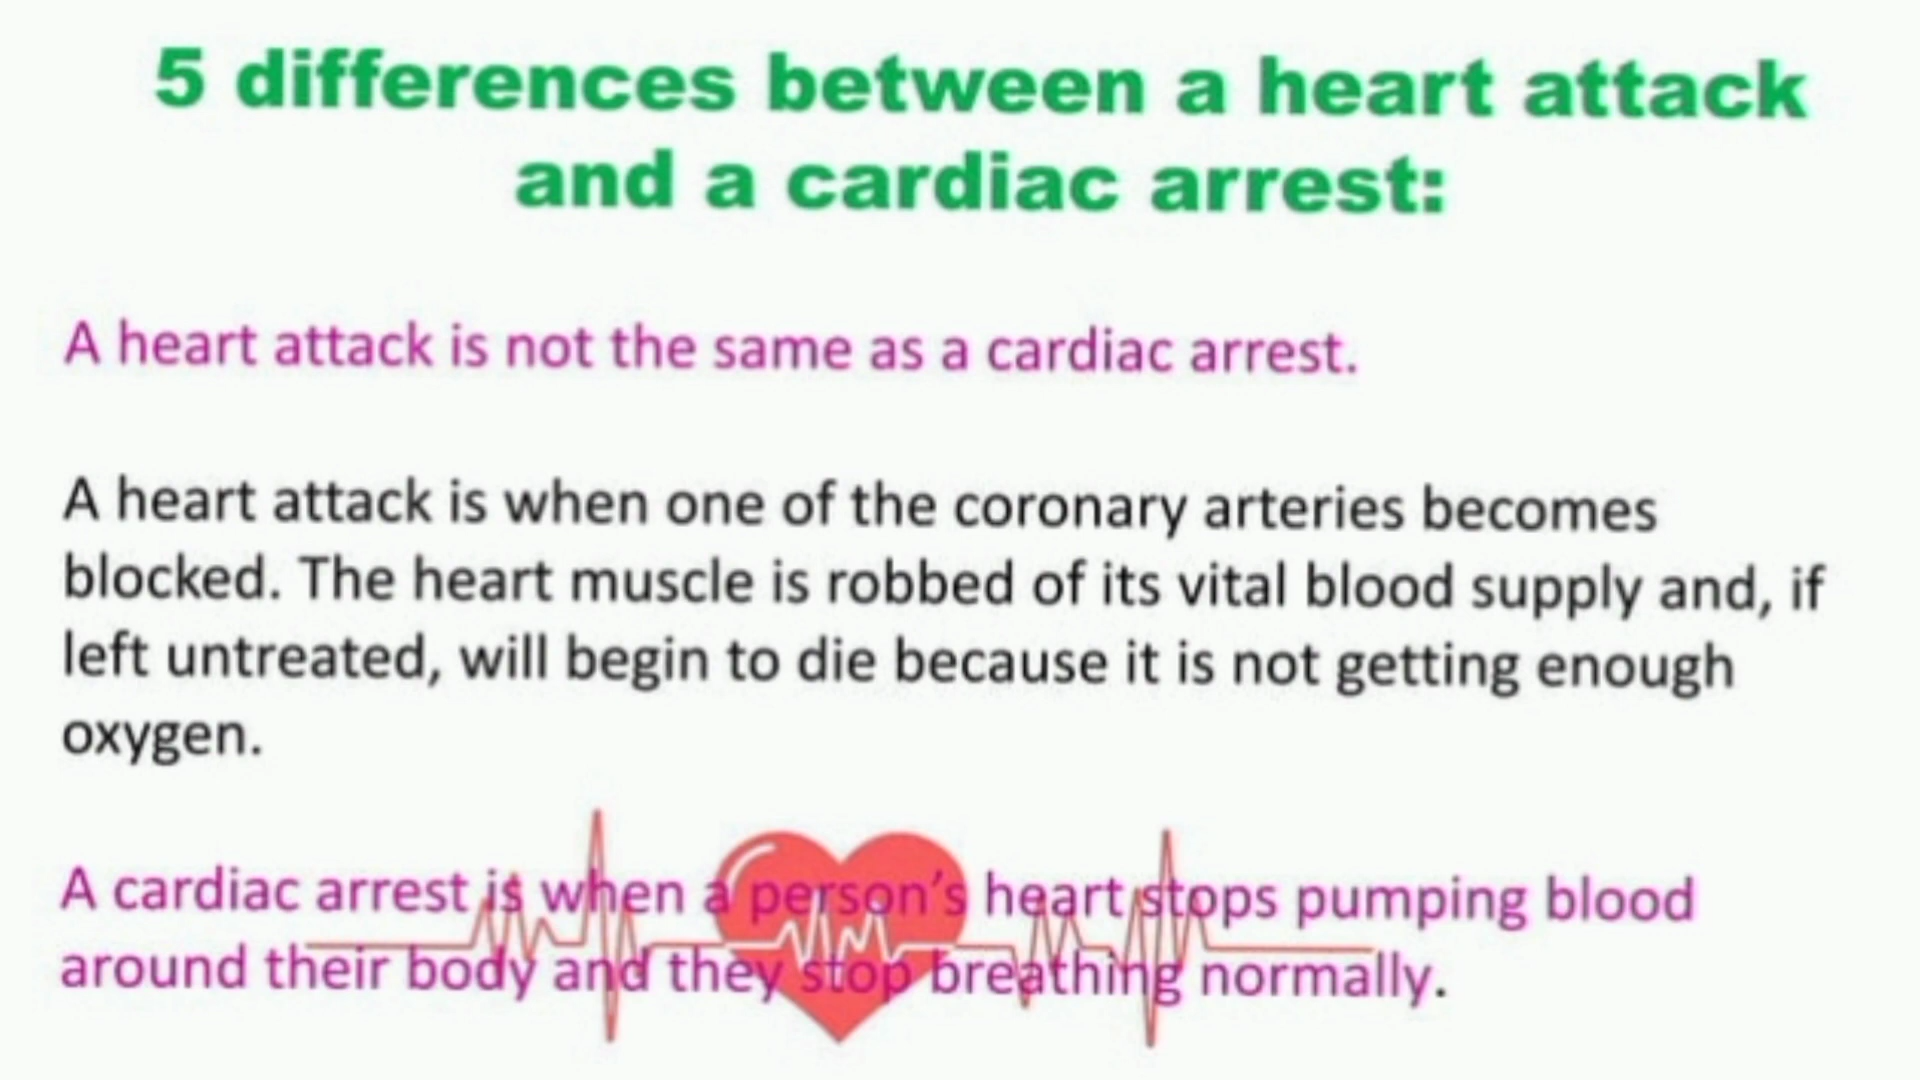 5 differences between a heart attack
and a cardiac arrest:
A heart attack is not the same as a cardiac arrest.
A heart attack is when one of the coronary arteries becomes
blocked. The heart muscle is robbed of its vital blood supply and, if
left untreated, will begin to die because it is not getting enough
oxygen.
A cardiac arrest is when a person’s heart stops pumping blood
around their body and they stop breathing normally.